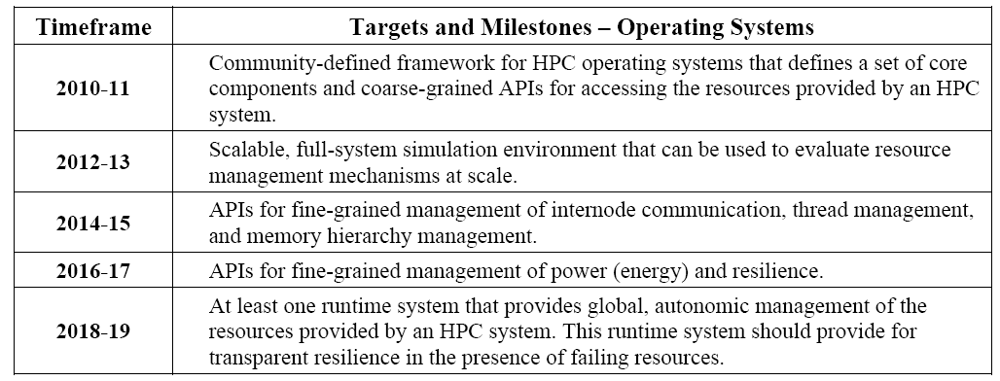 Timeframe Targets and Milestones – Operating Systems
2010-11
Community-defined framework for HPC operating systems that defines a set of core
components and coarse-grained APIs for accessing the resources provided by an HPC
system.
2012-13
Scalable, full-system simulation environment that can be used to evaluate resource
management mechanisms at scale.
2014-15
APIs for fine-grained management of internode communication, thread management,
and memory hierarchy management.
2016-17
APIs for fine-grained management of power (energy) and resilience.
2018-19
At least one runtime system that provides global, autonomic management of the
resources provided by an HPC system. This runtime system should provide for
transparent resilience in the presence of failing resources.